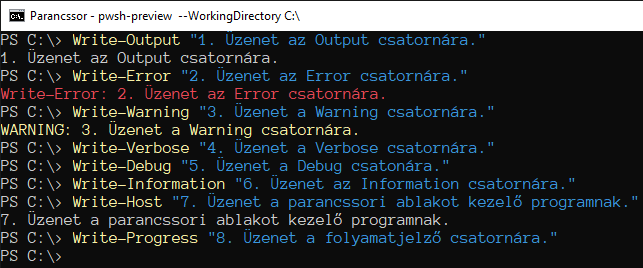 Parancssor - pwsh-preview --WorkingDirectory C:\
PS C:\> Write-Output "1. Üzenet az Output csatornára."
1. Üzenet az Output csatornára.
PS C:\> Write-Error "2. Üzenet az Error csatornára."
Write-Error: 2. Üzenet az Error csatornára.
PS C:\> Write-Warning "3. Üzenet a Warning csatornára."
WARNING: 3. Üzenet a Warning csatornára.
PS C:\> Write-Verbose "4. Üzenet a Verbose csatornára."
PS C:\> Write-Debug "5. Üzenet a Debug csatonára."
PS C:\> Write-Information "6. Üzenet az Information csatornára."
PS C:\> Write-Host "7. Üzenet a parancssori ablakot kezelő programnak."
7. Üzenet a parancssori ablakot kezelő programnak.
PS C:\> Write-Progress "8. Üzenet a folyamatjelző csatornára."
PS C:\>